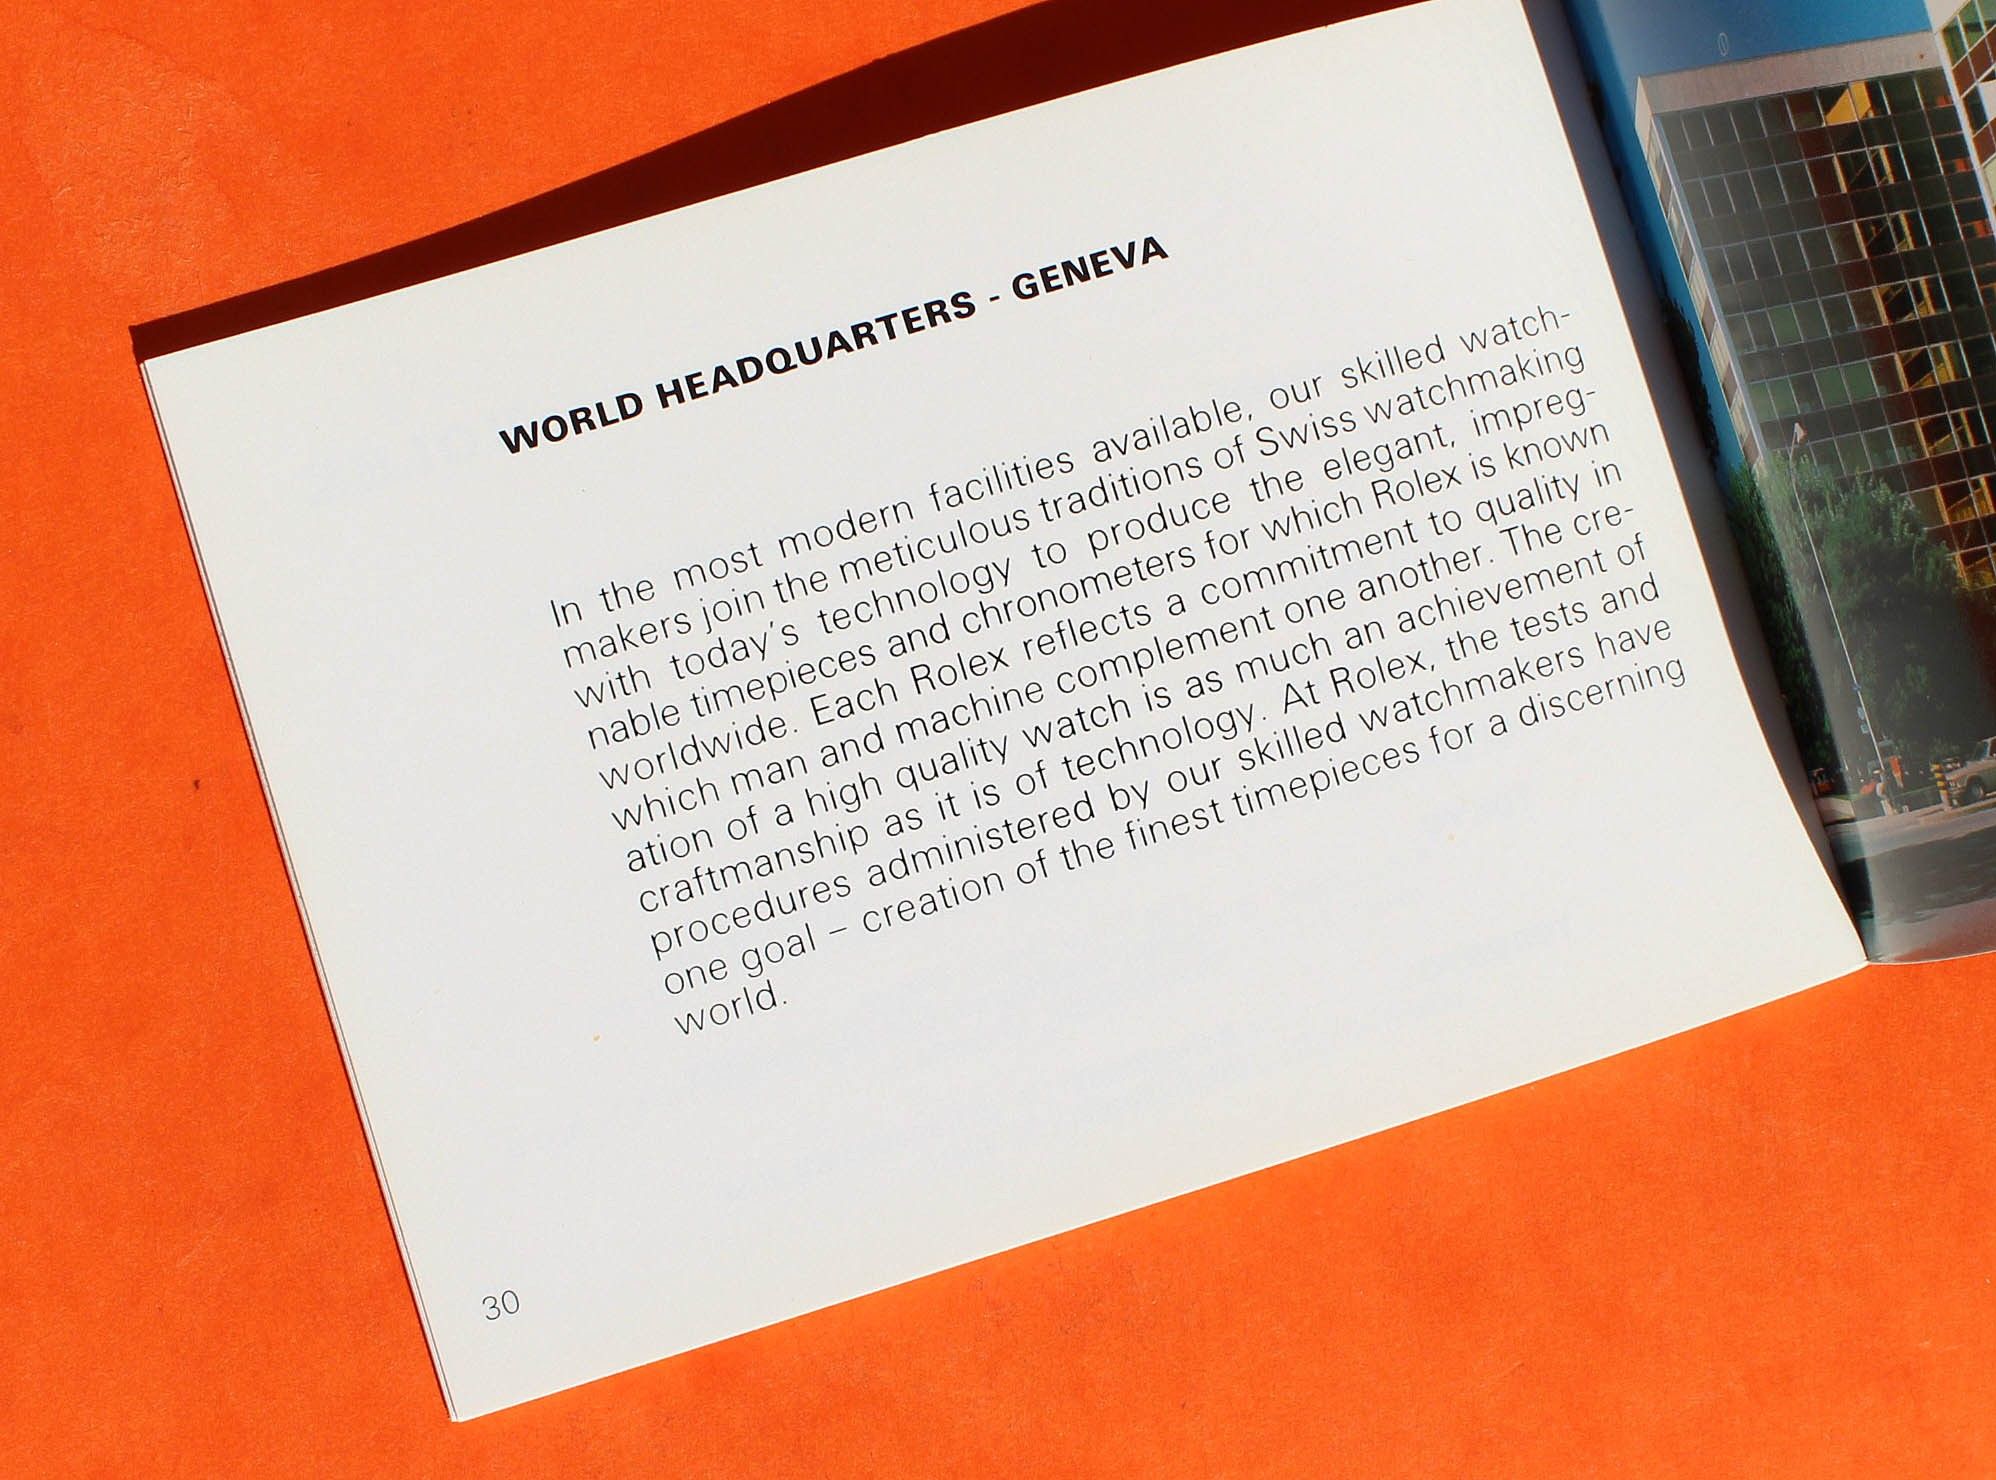 WORLD HEADQUARTERS - GENEVA
In the most modern facilities available, our skilled watch-
makers join the meticulous traditions of Swiss watchmaking
with today's technology to produce the elegant, impreg-
nable timepieces and chronometers for which Rolex is known
worldwide. Each Rolex reflects a commitment to quality in
which man and machine complement one another. The cre-
ation of a high quality watch is as much an achievement of
craftmanship as it is of technology. At Rolex, the tests and
procedures administered by our skilled watchmakers have
one goal – creation of the finest timepieces for a discerning
world.
30